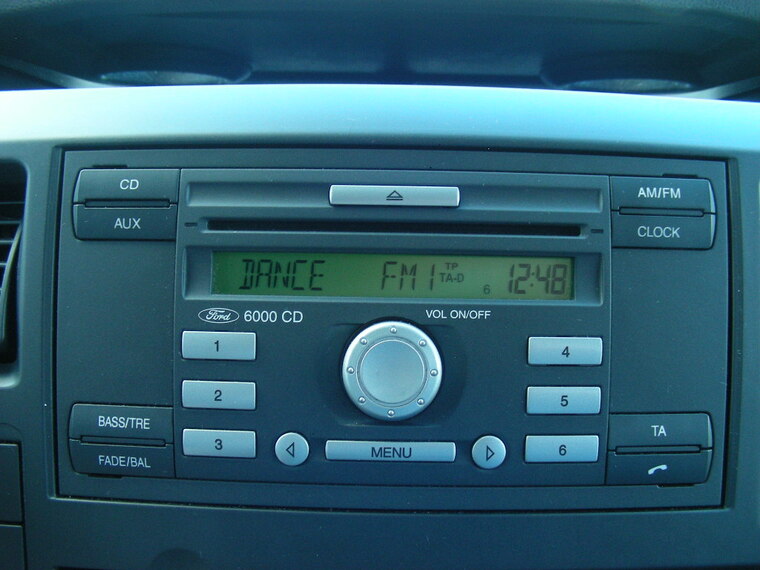 CD
AUX
AM/FM
CLOCK
DANCE FM1 TP TA-D 6 12:48
Ford 6000 CD
VOL ON/OFF
1
2
3
4
5
6
BASS/TRE
FADE/BAL
MENU
TA